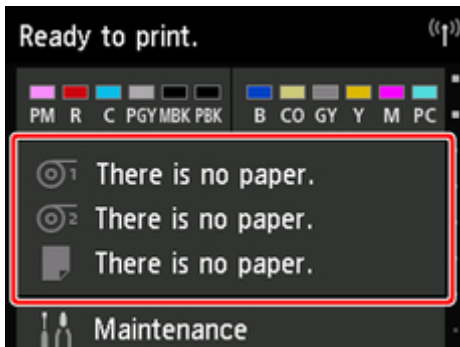 Ready to print.
PM R C PGY MBK PBK B CO GY Y M PC
1 There is no paper.
2 There is no paper.
There is no paper.
Maintenance